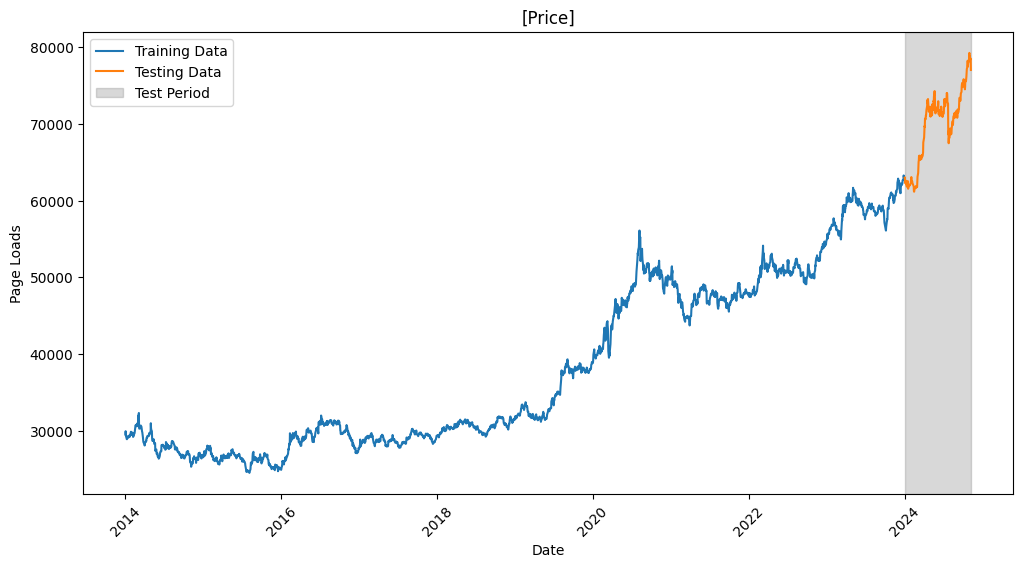 [Price]
Training Data
Testing Data
Test Period
Page Loads
80000
70000
60000
50000
40000
30000
2014
2016
2018
2020
2022
2024
Date